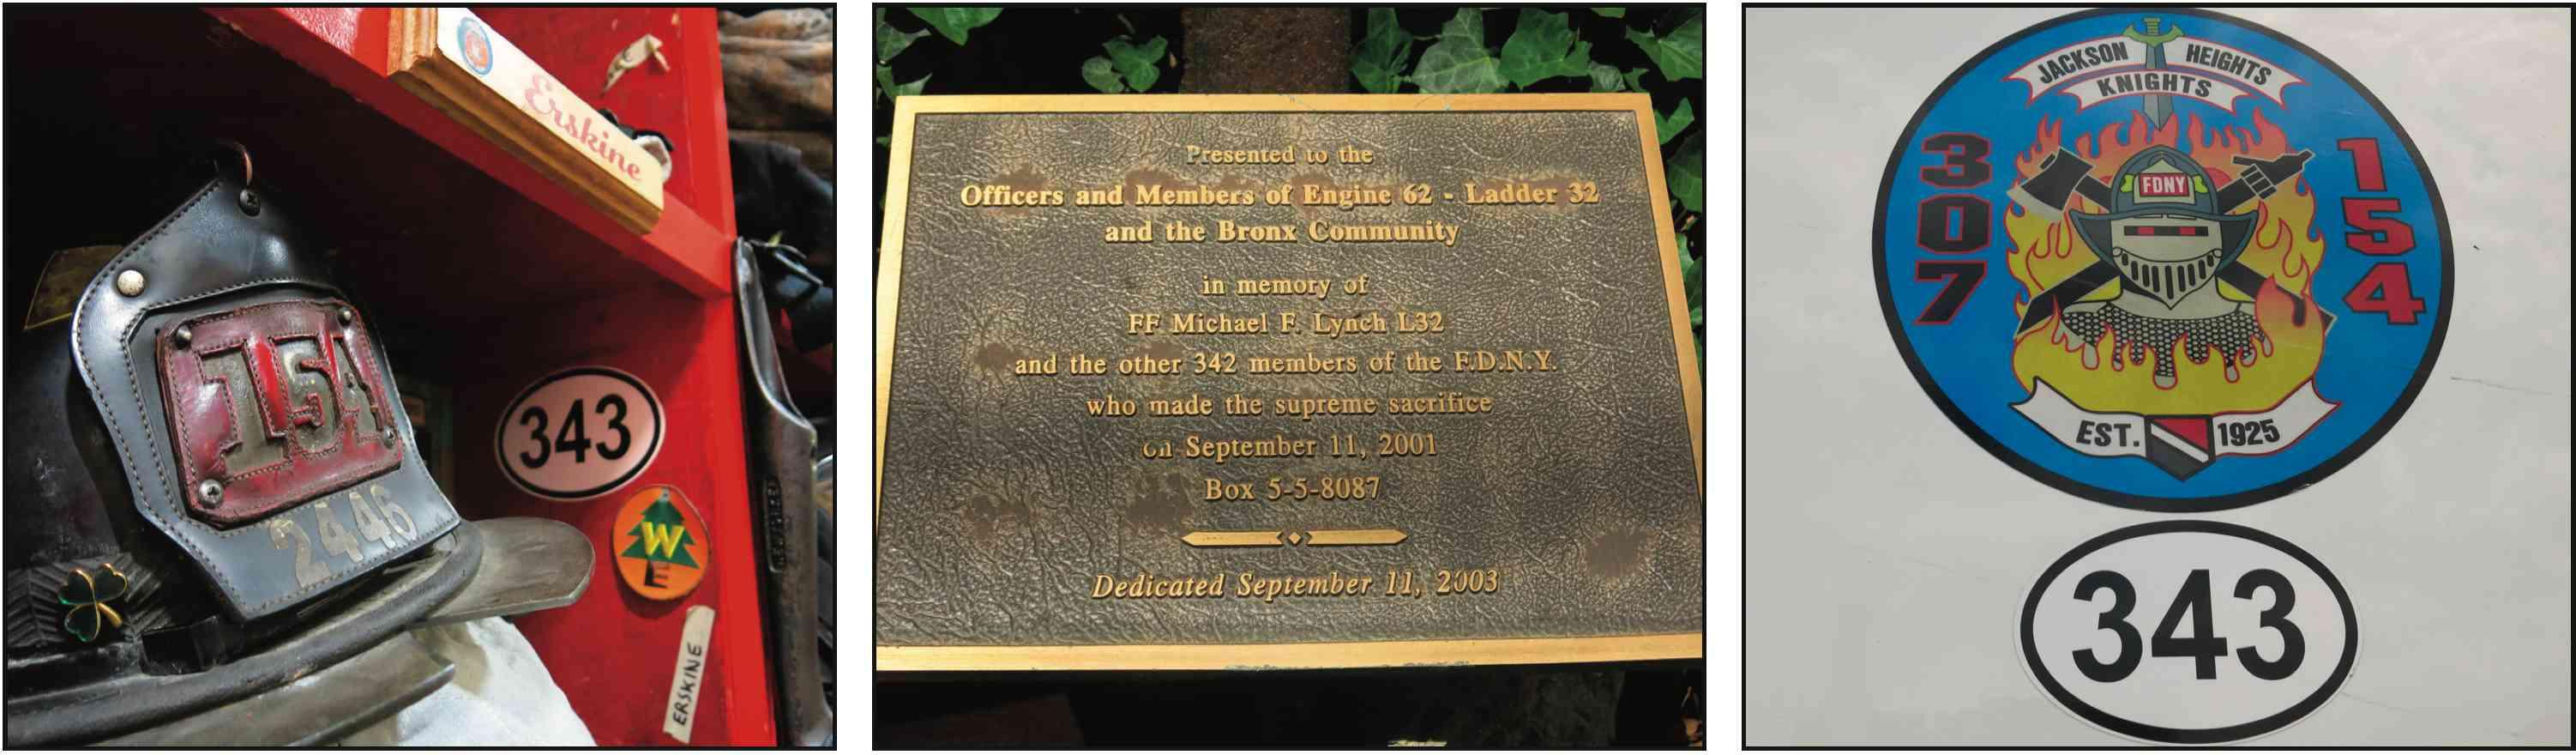 Erskine
154
2446
343
W
E
ERSKINE
Presented to the
Officers and Members of Engine 62 - Ladder 32
and the Bronx Community
in memory of
FF Michael F. Lynch L32
and the other 342 members of the F.D.N.Y.
who made the supreme sacrifice
on September 11, 2001
Box 5-5-8087
Dedicated September 11, 2003
JACKSON HEIGHTS
KNIGHTS
307
FDNY
154
EST. 1925
343